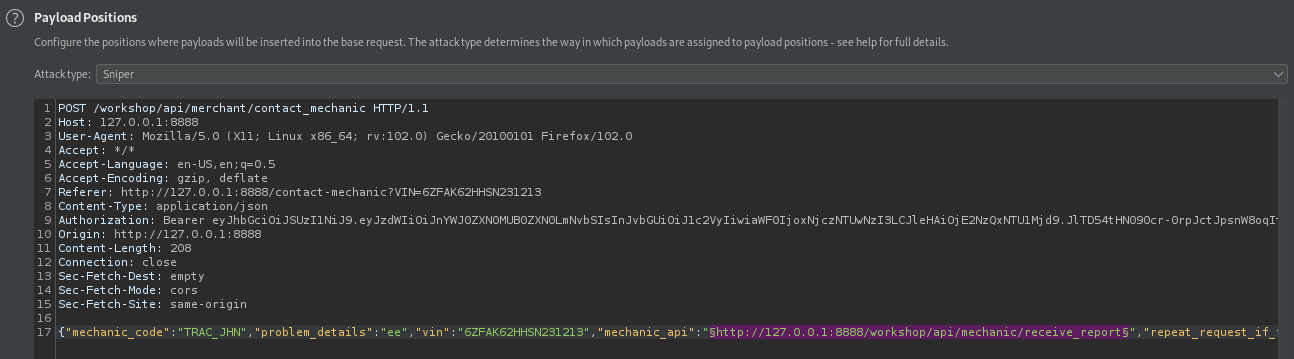 ? Payload Positions
Configure the positions where payloads will be inserted into the base request. The attack type determines the way in which payloads are assigned to payload positions - see help for full details.
Attack type: Sniper
1 POST /workshop/api/merchant/contact_mechanic HTTP/1.1
2 Host: 127.0.0.1:8888
3 User-Agent: Mozilla/5.0 (X11; Linux x86_64; rv:102.0) Gecko/20100101 Firefox/102.0
4 Accept: */*
5 Accept-Language: en-US,en;q=0.5
6 Accept-Encoding: gzip, deflate
7 Referer: http://127.0.0.1:8888/contact-mechanic?VIN=6ZFAK62HHSN231213
8 Content-Type: application/json
9 Authorization: Bearer
10 Origin: http://127.0.0.1:8888
11 Content-Length: 208
12 Connection: close
13 Sec-Fetch-Dest: empty
14 Sec-Fetch-Mode: cors
15 Sec-Fetch-Site: same-origin
16
17 {"mechanic_code":"TRAC_JHN","problem_details":"ee","vin":"6ZFAK62HHSN231213","mechanic_api":"§http://127.0.0.1:8888/workshop/api/mechanic/receive_report§","repeat_request_if_